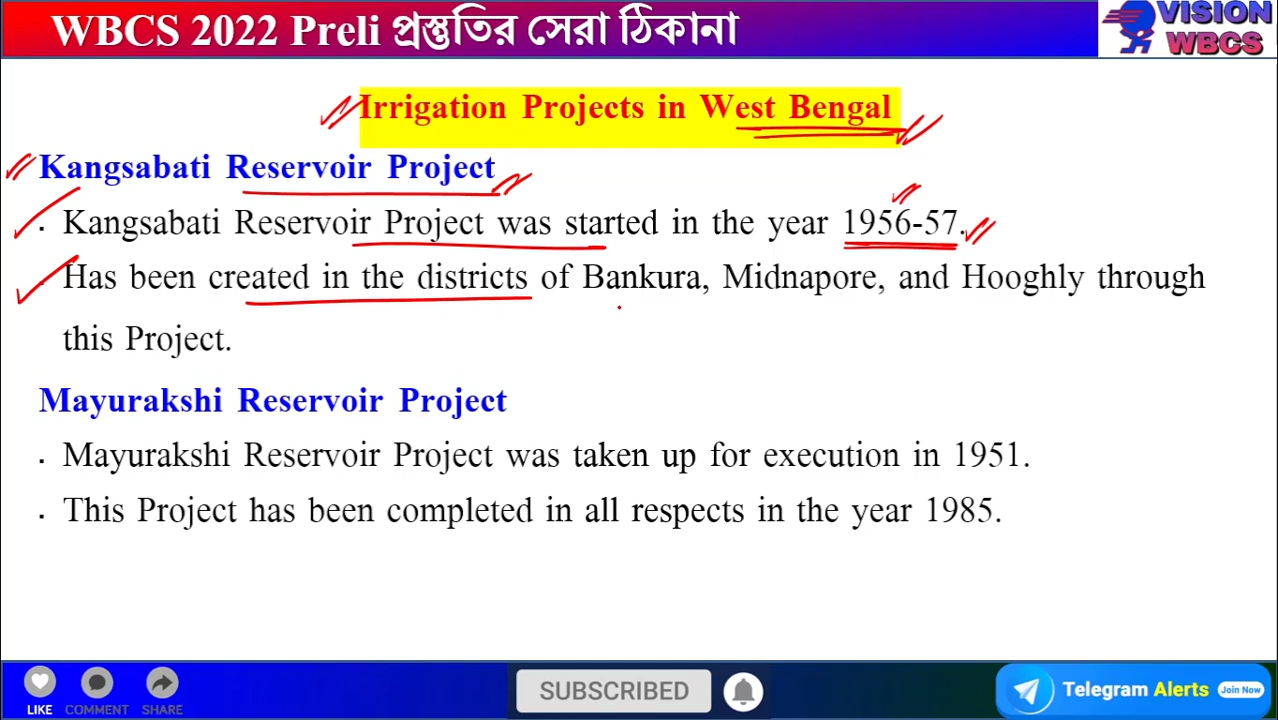 WBCS 2022 Preli প্রস্তুতির সেরা ঠিকানা
VISION
WBCS
Irrigation Projects in West Bengal
Kangsabati Reservoir Project
· Kangsabati Reservoir Project was started in the year 1956-57.
· Has been created in the districts of Bankura, Midnapore, and Hooghly through
this Project.
Mayurakshi Reservoir Project
· Mayurakshi Reservoir Project was taken up for execution in 1951.
· This Project has been completed in all respects in the year 1985.
LIKE COMMENT SHARE
SUBSCRIBED
Telegram Alerts Join Now